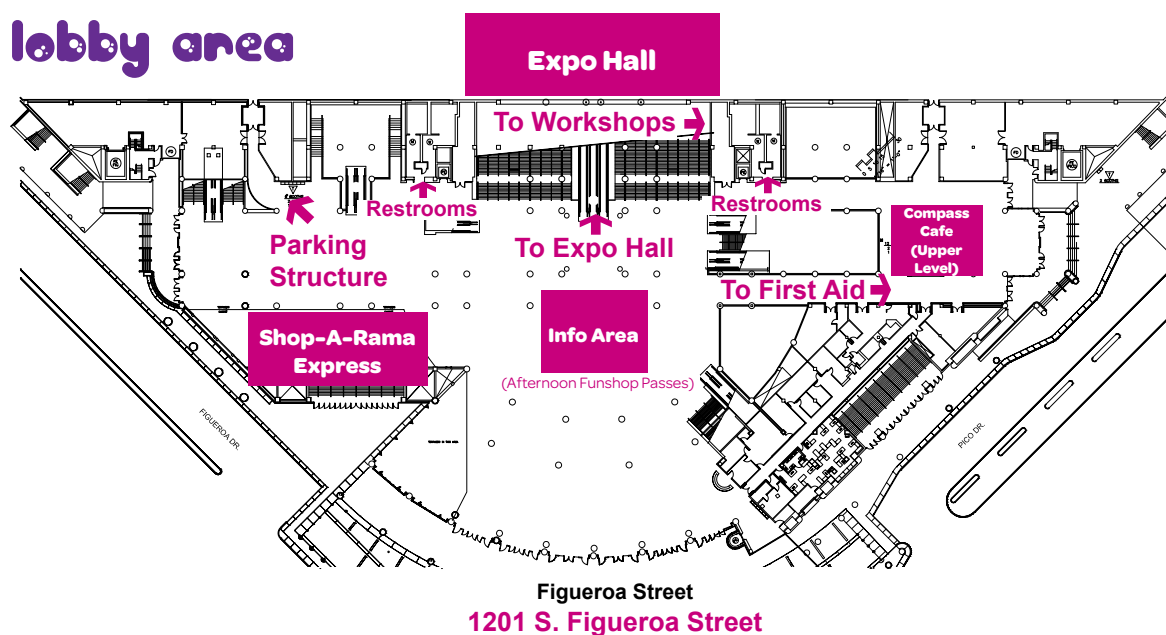 lobby area
Expo Hall
To Workshops
Restrooms
Restrooms
To Expo Hall
Parking
Structure
Compass
Cafe
(Upper
Level)
To First Aid
Shop-A-Rama
Express
Info Area
(Afternoon Funshop Passes)
FIGUEROA DR.
PICO DR.
Figueroa Street
1201 S. Figueroa Street